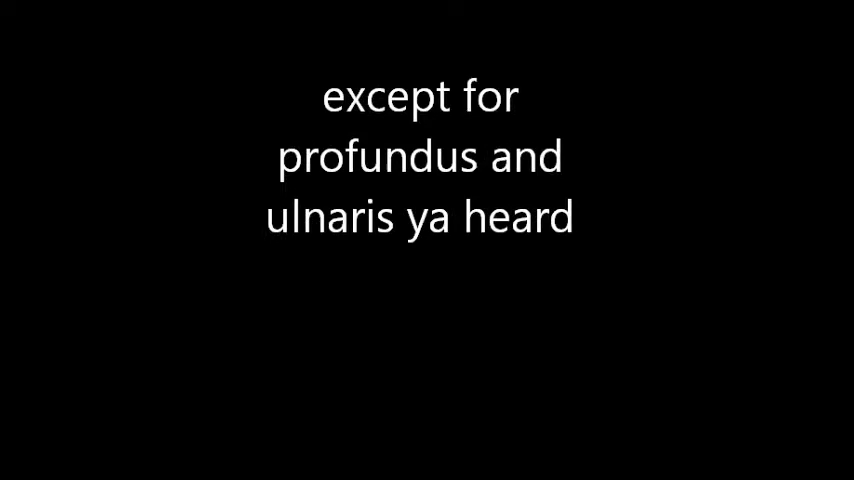 except for
profundus and
ulnaris ya heard